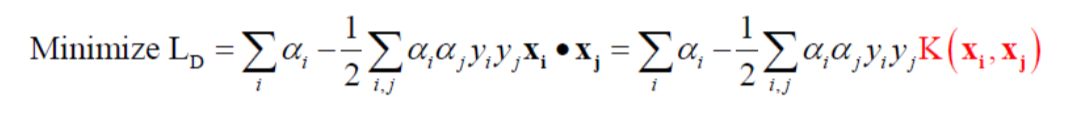 Minimize L_D = ∑_i α_i − 1/2 ∑_{i,j} α_i α_j y_i y_j x_i • x_j = ∑_i α_i − 1/2 ∑_{i,j} α_i α_j y_i y_j K(x_i, x_j)